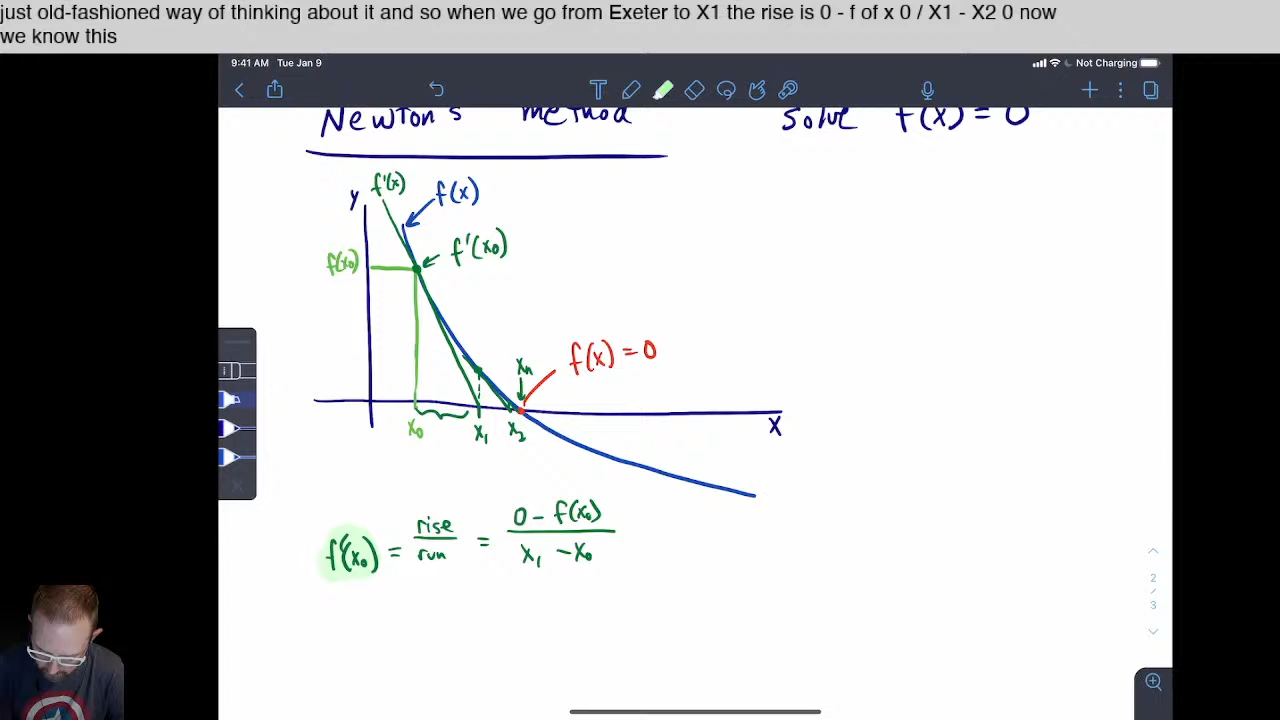 just old-fashioned way of thinking about it and so when we go from Exeter to X1 the rise is 0 - f of x 0 / X1 - X2 0 now
we know this
9:41 AM Tue Jan 9
Not Charging
Newton's method
solve f(x) = 0
f'(x)
y
f(x)
f'(x₀)
f(x₀)
f(x) = 0
xₙ
x₀
x₁
x₂
x
f'(x₀) = rise/run = 0 - f(x₀) / x₁ - x₀
2
/
3